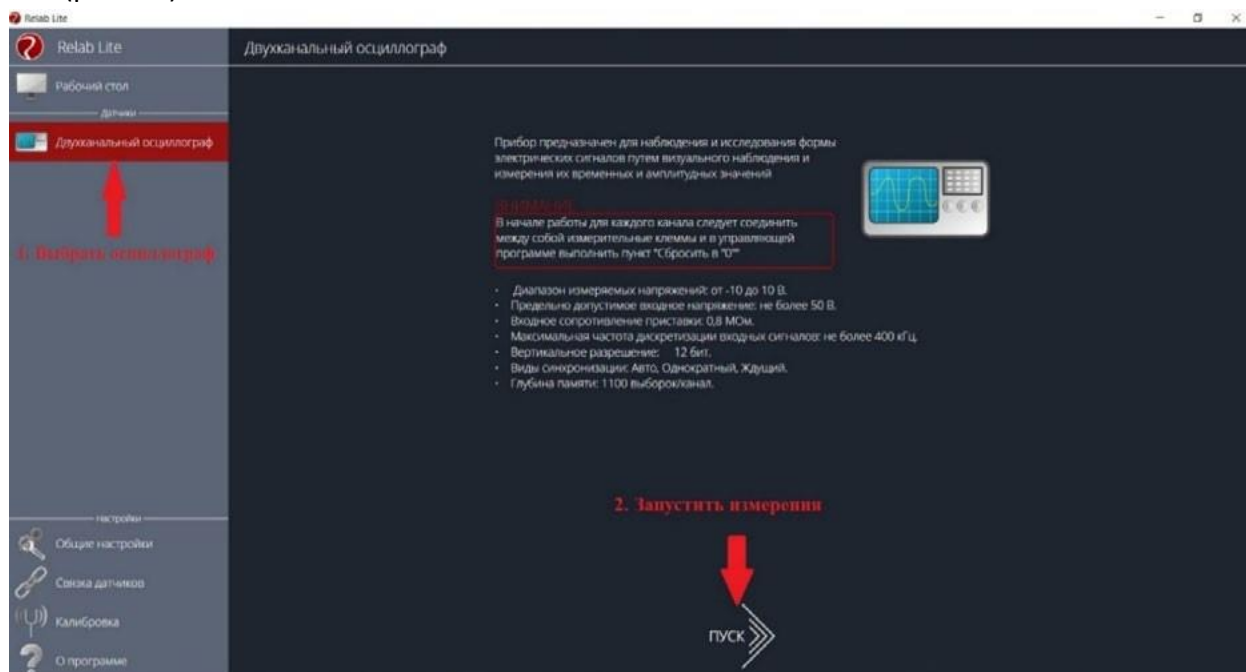 Relab Lite
Relab Lite
Двухканальный осциллограф
Рабочий стол
Датчики
Двухканальный осциллограф
1. Выбрать осциллограф
Прибор предназначен для наблюдения и исследования формы
электрических сигналов путем визуального наблюдения и
измерения их временных и амплитудных значений
В начале работы для каждого канала следует соединить
между собой измерительные клеммы и в управляющей
программе выполнить пункт "Сбросить в "0""
· Диапазон измеряемых напряжений: от -10 до 10 В.
· Предельно допустимое входное напряжение: не более 50 В.
· Входное сопротивление приставки: 0,8 МОм.
· Максимальная частота дискретизации входных сигналов: не более 400 кГц.
· Вертикальное разрешение: 12 бит.
· Виды синхронизации: Авто, Однократный, Ждущий.
· Глубина памяти: 1100 выборок/канал.
2. Запустить измерения
Настройки
Общие настройки
Связка датчиков
Калибровка
О программе
ПУСК